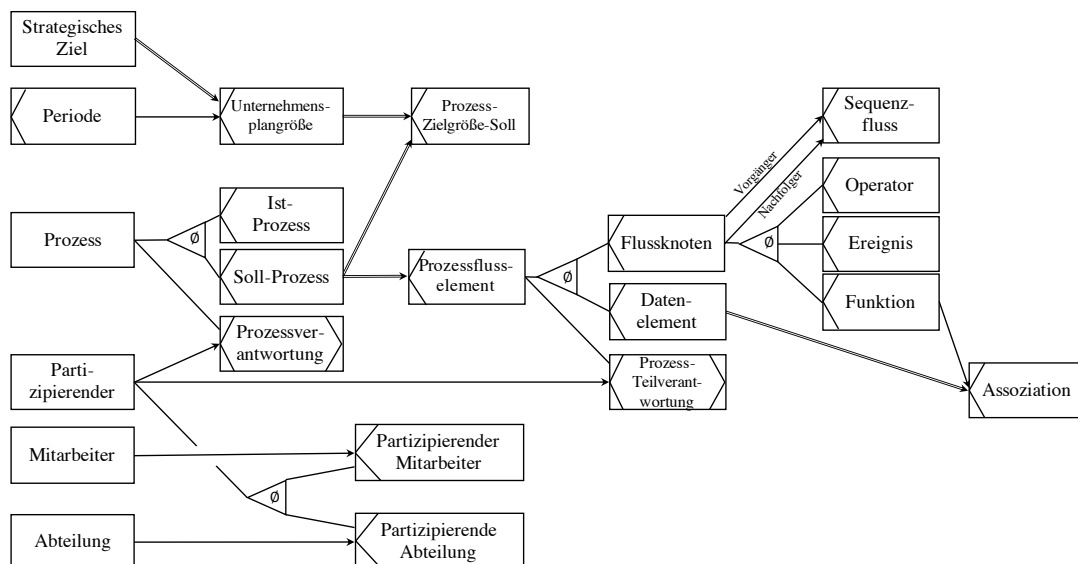 Strategisches
Ziel
Periode
Unternehmens-
plangröße
Prozess-
Zielgröße-Soll
Sequenz-
fluss
Vorgänger
Nachfolger
Operator
Ist-
Prozess
Prozess
Ø
Soll-Prozess
Prozessfluss-
element
Ø
Flussknoten
Ø
Ereignis
Daten-
element
Funktion
Prozessver-
antwortung
Parti-
zipierender
Prozess-
Teilverant-
wortung
Assoziation
Mitarbeiter
Partizipierender
Mitarbeiter
Ø
Abteilung
Partizipierende
Abteilung